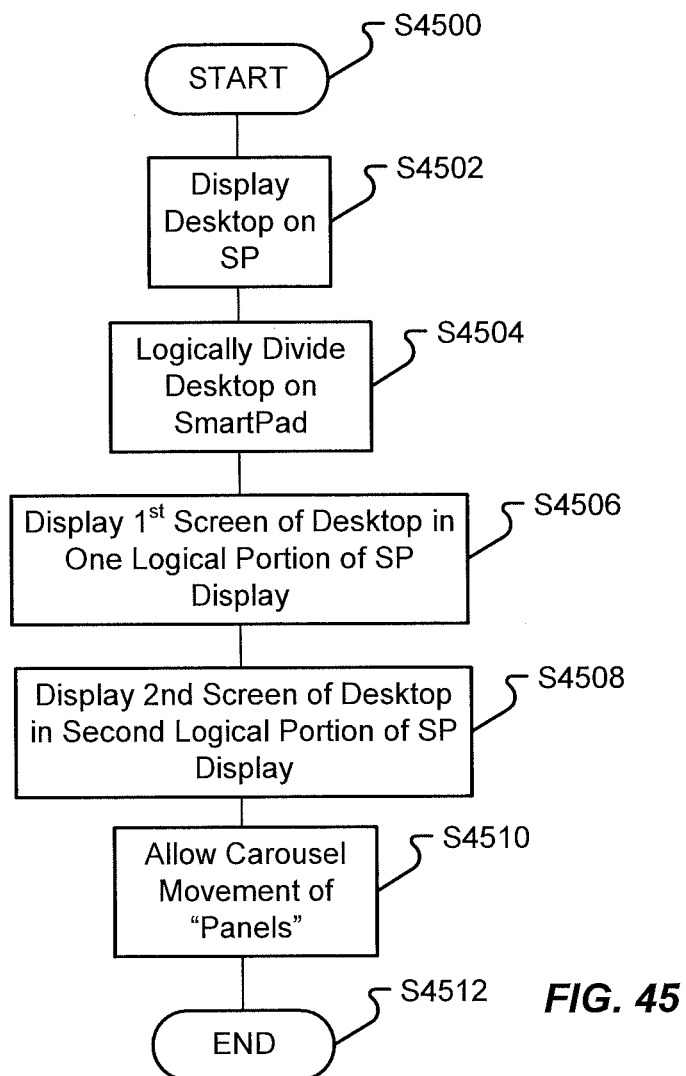 S4500
START
S4502
Display
Desktop on
SP
S4504
Logically Divide
Desktop on
SmartPad
S4506
Display 1st Screen of Desktop in
One Logical Portion of SP
Display
S4508
Display 2nd Screen of Desktop
in Second Logical Portion of SP
Display
S4510
Allow Carousel
Movement of
“Panels”
S4512
END
FIG. 45